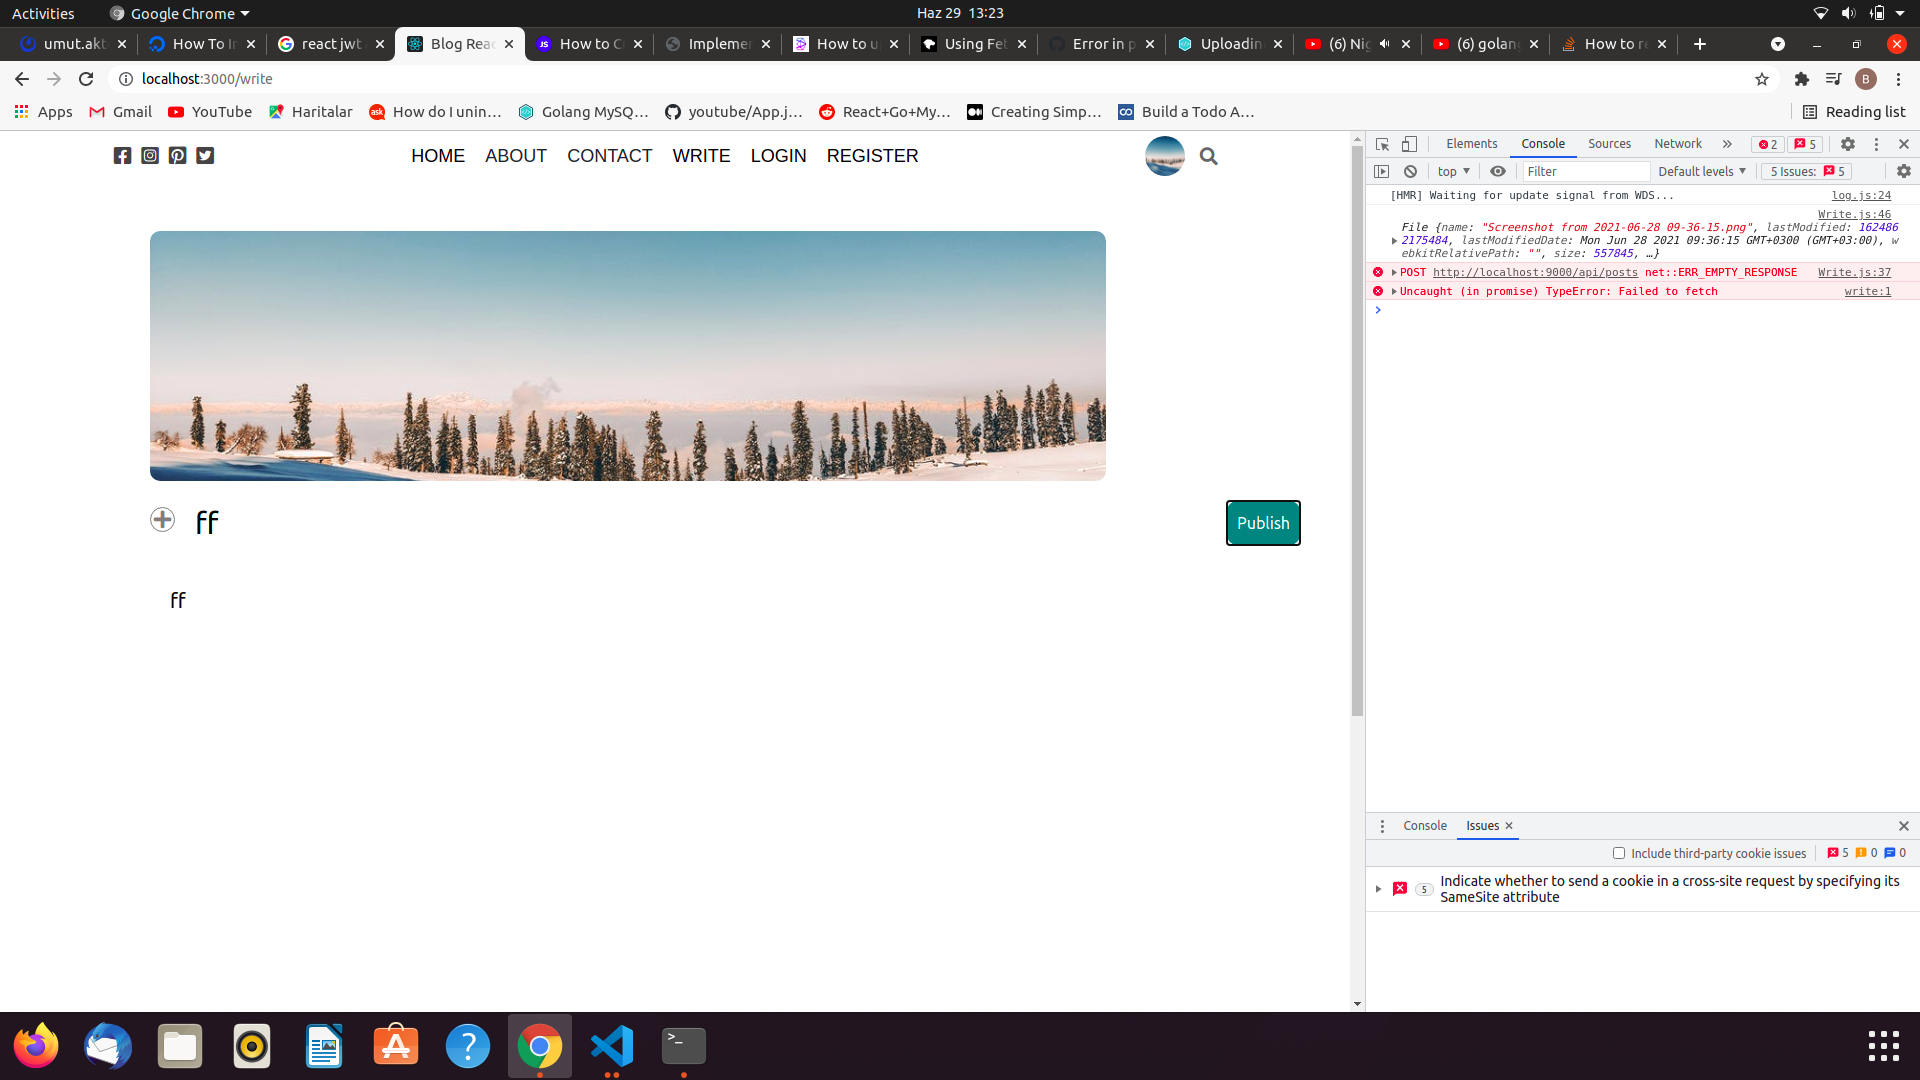 Activities
Google Chrome
Haz 29 13:23
umut.akt
How To In
react jwt
Blog Reac
How to C
Implemen
How to u
Using Fet
Error in p
Uploadin
(6) Nig
(6) golan
How to re
localhost:3000/write
B
Apps
Gmail
YouTube
Haritalar
How do I unin...
Golang MySQ...
youtube/App.j...
React+Go+My...
Creating Simp...
Build a Todo A...
Reading list
HOME ABOUT CONTACT WRITE LOGIN REGISTER
ff
Publish
ff
Elements Console Sources Network » 2 5
top Filter Default levels 5 Issues: 5
[HMR] Waiting for update signal from WDS... log.js:24
Write.js:46
File {name: "Screenshot from 2021-06-28 09-36-15.png", lastModified: 162486
2175484, lastModifiedDate: Mon Jun 28 2021 09:36:15 GMT+0300 (GMT+03:00), w
ebkitRelativePath: "", size: 557845, …}
POST http://localhost:9000/api/posts net::ERR_EMPTY_RESPONSE Write.js:37
Uncaught (in promise) TypeError: Failed to fetch write:1
Console Issues
Include third-party cookie issues 5 0 0
5 Indicate whether to send a cookie in a cross-site request by specifying its
SameSite attribute